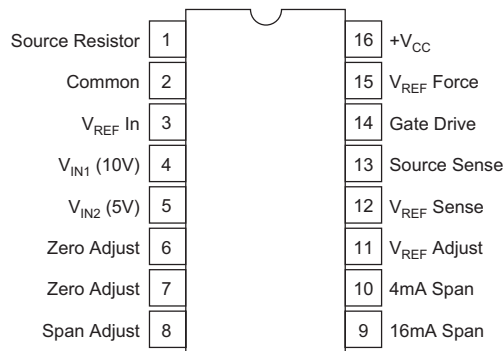 Source Resistor 1 16 +VCC
Common 2 15 VREF Force
VREF In 3 14 Gate Drive
VIN1 (10V) 4 13 Source Sense
VIN2 (5V) 5 12 VREF Sense
Zero Adjust 6 11 VREF Adjust
Zero Adjust 7 10 4mA Span
Span Adjust 8 9 16mA Span